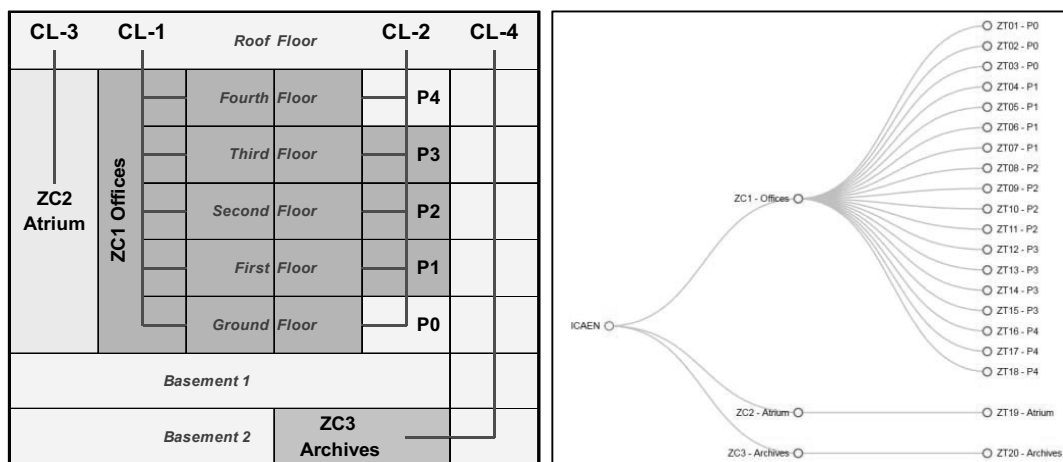 CL-3 CL-1 Roof Floor CL-2 CL-4
Fourth Floor P4
Third Floor P3
ZC2
Atrium
ZC1 Offices
Second Floor P2
First Floor P1
Ground Floor P0
Basement 1
Basement 2
ZC3
Archives
ICAEN
ZC1 - Offices
ZC2 - Atrium
ZC3 - Archives
ZT01 - P0
ZT02 - P0
ZT03 - P0
ZT04 - P1
ZT05 - P1
ZT06 - P1
ZT07 - P1
ZT08 - P2
ZT09 - P2
ZT10 - P2
ZT11 - P2
ZT12 - P3
ZT13 - P3
ZT14 - P3
ZT15 - P3
ZT16 - P4
ZT17 - P4
ZT18 - P4
ZT19 - Atrium
ZT20 - Archives